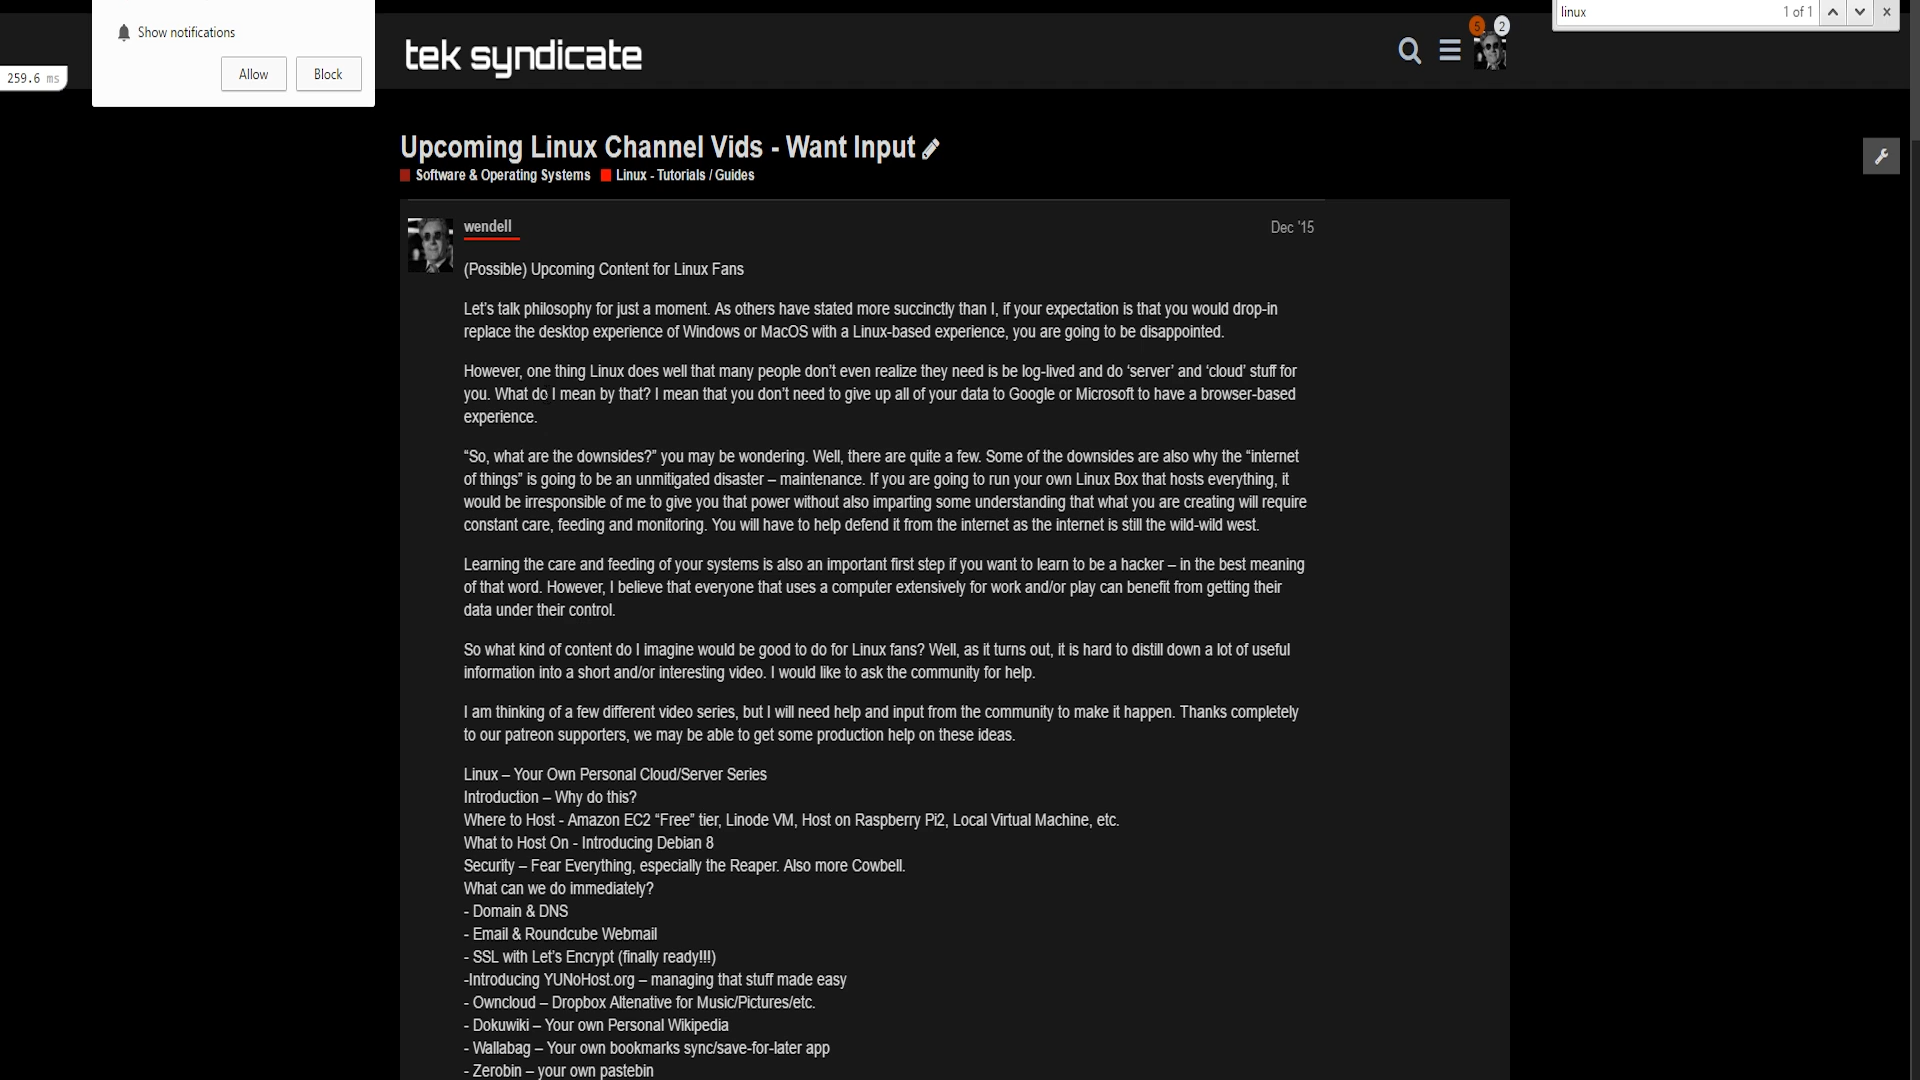 Show notifications
Allow Block
259.6 ms
tek syndicate
5 2
linux 1 of 1
Upcoming Linux Channel Vids - Want Input
Software & Operating Systems Linux - Tutorials / Guides
wendell Dec '15
(Possible) Upcoming Content for Linux Fans
Let’s talk philosophy for just a moment. As others have stated more succinctly than I, if your expectation is that you would drop-in
replace the desktop experience of Windows or MacOS with a Linux-based experience, you are going to be disappointed.
However, one thing Linux does well that many people don’t even realize they need is be log-lived and do ‘server’ and ‘cloud’ stuff for
you. What do I mean by that? I mean that you don’t need to give up all of your data to Google or Microsoft to have a browser-based
experience.
“So, what are the downsides?” you may be wondering. Well, there are quite a few. Some of the downsides are also why the “internet
of things” is going to be an unmitigated disaster – maintenance. If you are going to run your own Linux Box that hosts everything, it
would be irresponsible of me to give you that power without also imparting some understanding that what you are creating will require
constant care, feeding and monitoring. You will have to help defend it from the internet as the internet is still the wild-wild west.
Learning the care and feeding of your systems is also an important first step if you want to learn to be a hacker – in the best meaning
of that word. However, I believe that everyone that uses a computer extensively for work and/or play can benefit from getting their
data under their control.
So what kind of content do I imagine would be good to do for Linux fans? Well, as it turns out, it is hard to distill down a lot of useful
information into a short and/or interesting video. I would like to ask the community for help.
I am thinking of a few different video series, but I will need help and input from the community to make it happen. Thanks completely
to our patreon supporters, we may be able to get some production help on these ideas.
Linux – Your Own Personal Cloud/Server Series
Introduction – Why do this?
Where to Host - Amazon EC2 “Free” tier, Linode VM, Host on Raspberry Pi2, Local Virtual Machine, etc.
What to Host On - Introducing Debian 8
Security – Fear Everything, especially the Reaper. Also more Cowbell.
What can we do immediately?
- Domain & DNS
- Email & Roundcube Webmail
- SSL with Let’s Encrypt (finally ready!!!)
-Introducing YUNoHost.org – managing that stuff made easy
- Owncloud – Dropbox Altenative for Music/Pictures/etc.
- Dokuwiki – Your own Personal Wikipedia
- Wallabag – Your own bookmarks sync/save-for-later app
- Zerobin – your own pastebin